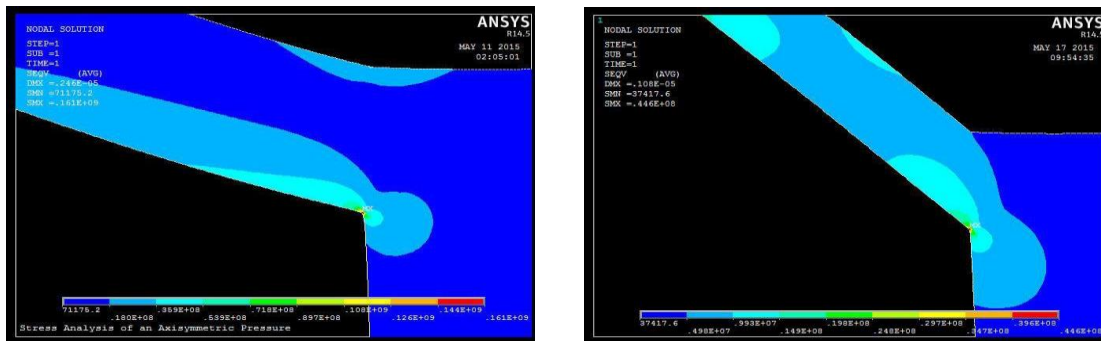 ANSYS
R14.5
NODAL SOLUTION
MAY 11 2015
02:05:01
STEP=1
SUB =1
TIME=1
SEQV (AVG)
DMX =.246E-05
SMN =71175.2
SMX =.161E+09
MX
71175.2 .359E+08 .718E+08 .108E+09 .144E+09
.180E+08 .539E+08 .897E+08 .126E+09 .161E+09
Stress Analysis of an Axisymmetric Pressure
1
ANSYS
R14.5
NODAL SOLUTION
MAY 17 2015
09:54:35
STEP=1
SUB =1
TIME=1
SEQV (AVG)
DMX =.108E-05
SMN =37417.6
SMX =.446E+08
MX
37417.6 .993E+07 .198E+08 .297E+08 .396E+08
.498E+07 .149E+08 .248E+08 .347E+08 .446E+08